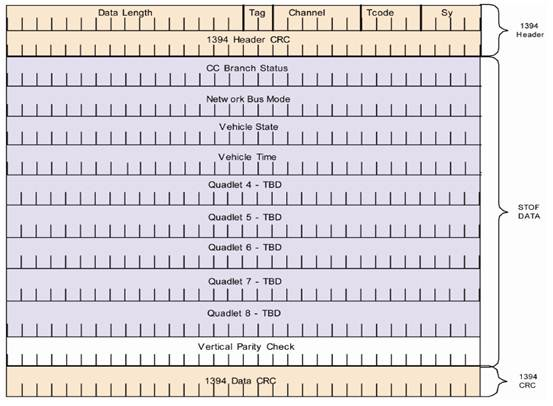 Data Length Tag Channel Tcode Sy
1394 Header CRC
1394
Header
CC Branch Status
Network Bus Mode
Vehicle State
Vehicle Time
Quadlet 4 - TBD
Quadlet 5 - TBD
Quadlet 6 - TBD
Quadlet 7 - TBD
Quadlet 8 - TBD
STOF
DATA
Vertical Parity Check
1394 Data CRC
1394
CRC